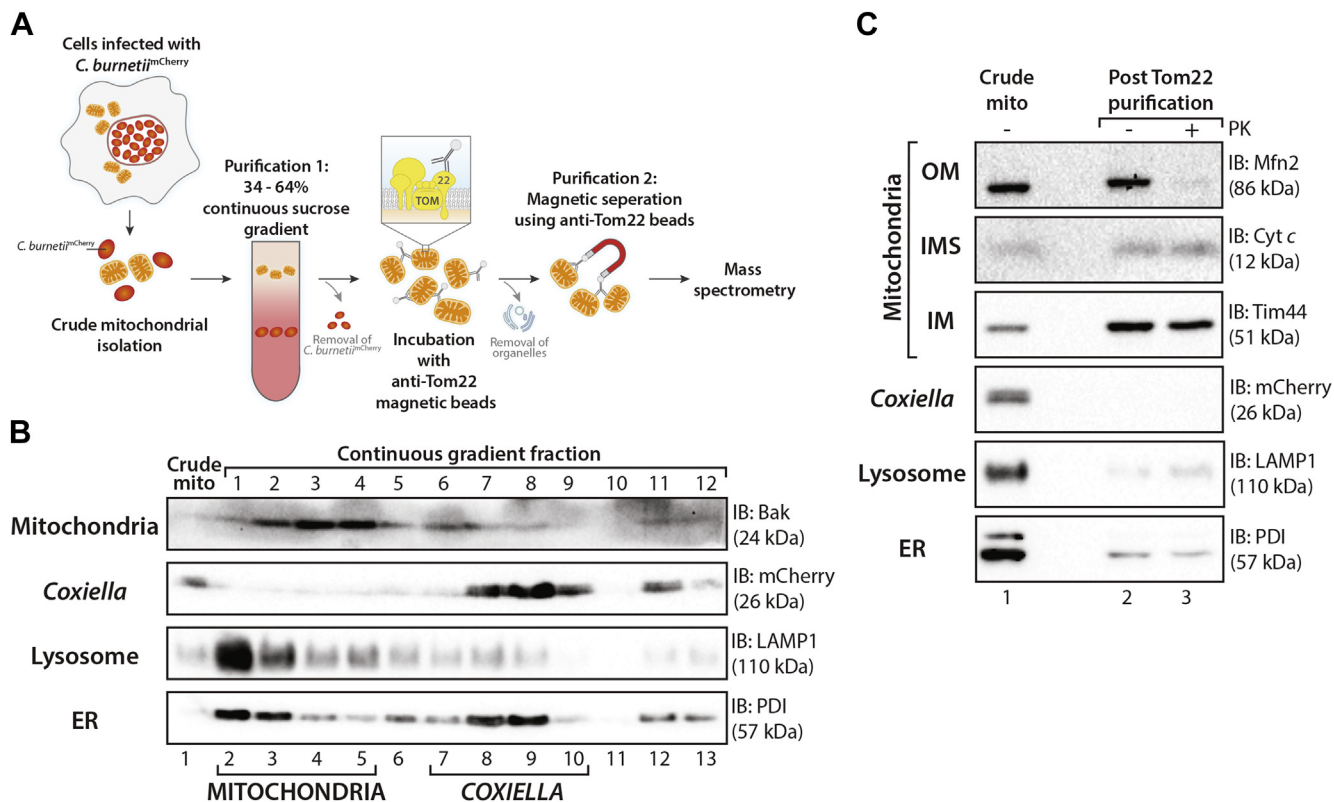 A
Cells infected with
C. burnetii mCherry
C. burnetii mCherry
Crude mitochondrial
isolation
Purification 1:
34 - 64%
continuous sucrose
gradient
Removal of
C. burnetii mCherry
22
TOM
Incubation
with
anti-Tom22
magnetic beads
Removal of
organelles
Purification 2:
Magnetic seperation
using anti-Tom22 beads
Mass
spectrometry
B
Crude
mito
Continuous gradient fraction
1 2 3 4 5 6 7 8 9 10 11 12
Mitochondria
IB: Bak
(24 kDa)
Coxiella
IB: mCherry
(26 kDa)
Lysosome
IB: LAMP1
(110 kDa)
ER
IB: PDI
(57 kDa)
1 2 3 4 5 6 7 8 9 10 11 12 13
MITOCHONDRIA COXIELLA
C
Crude
mito
Post Tom22
purification
- - + PK
Mitochondria
OM
IB: Mfn2
(86 kDa)
IMS
IB: Cyt c
(12 kDa)
IM
IB: Tim44
(51 kDa)
Coxiella
IB: mCherry
(26 kDa)
Lysosome
IB: LAMP1
(110 kDa)
ER
IB: PDI
(57 kDa)
1 2 3